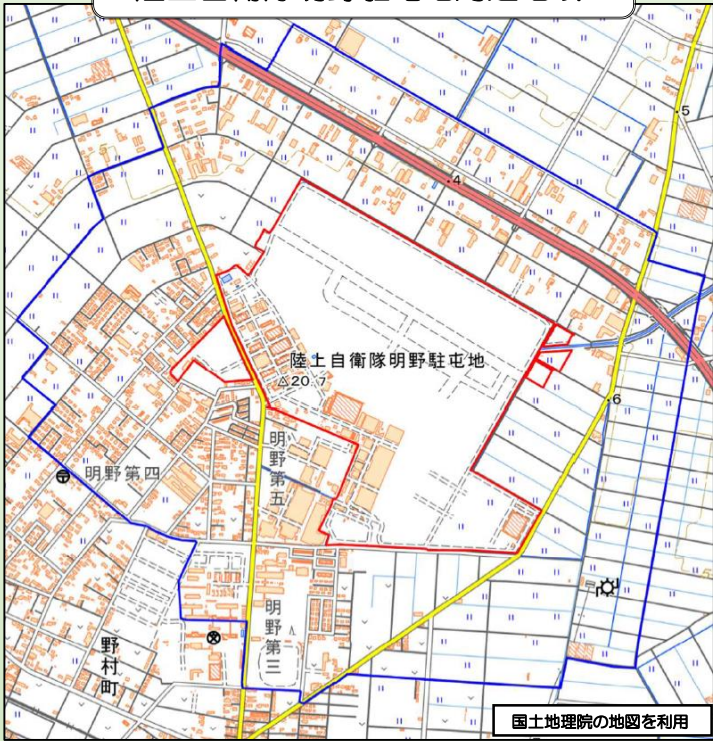 .5
.4
陸上自衛隊明野駐屯地
△20.7
.6
明野第五
明野第四
明野第三
野村町
国土地理院の地図を利用